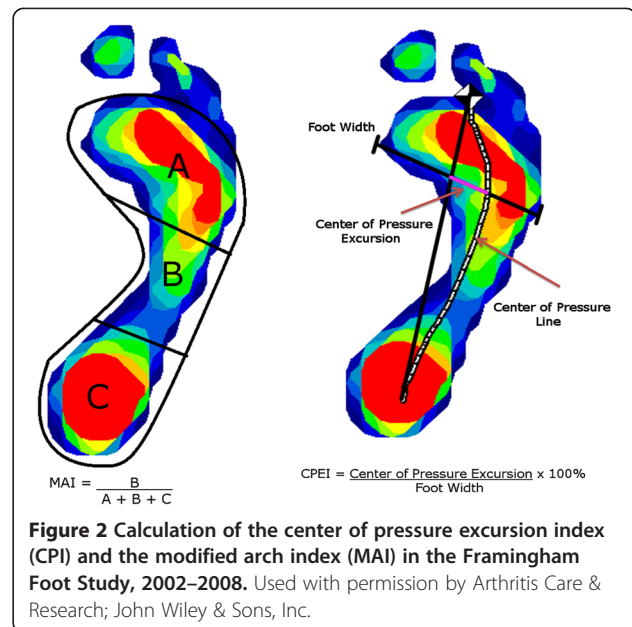 A
B
C
MAI = B
A + B + C
Foot Width
Center of Pressure
Excursion
Center of Pressure
Line
CPEI = Center of Pressure Excursion x 100%
Foot Width
Figure 2 Calculation of the center of pressure excursion index
(CPI) and the modified arch index (MAI) in the Framingham
Foot Study, 2002–2008. Used with permission by Arthritis Care &
Research; John Wiley & Sons, Inc.